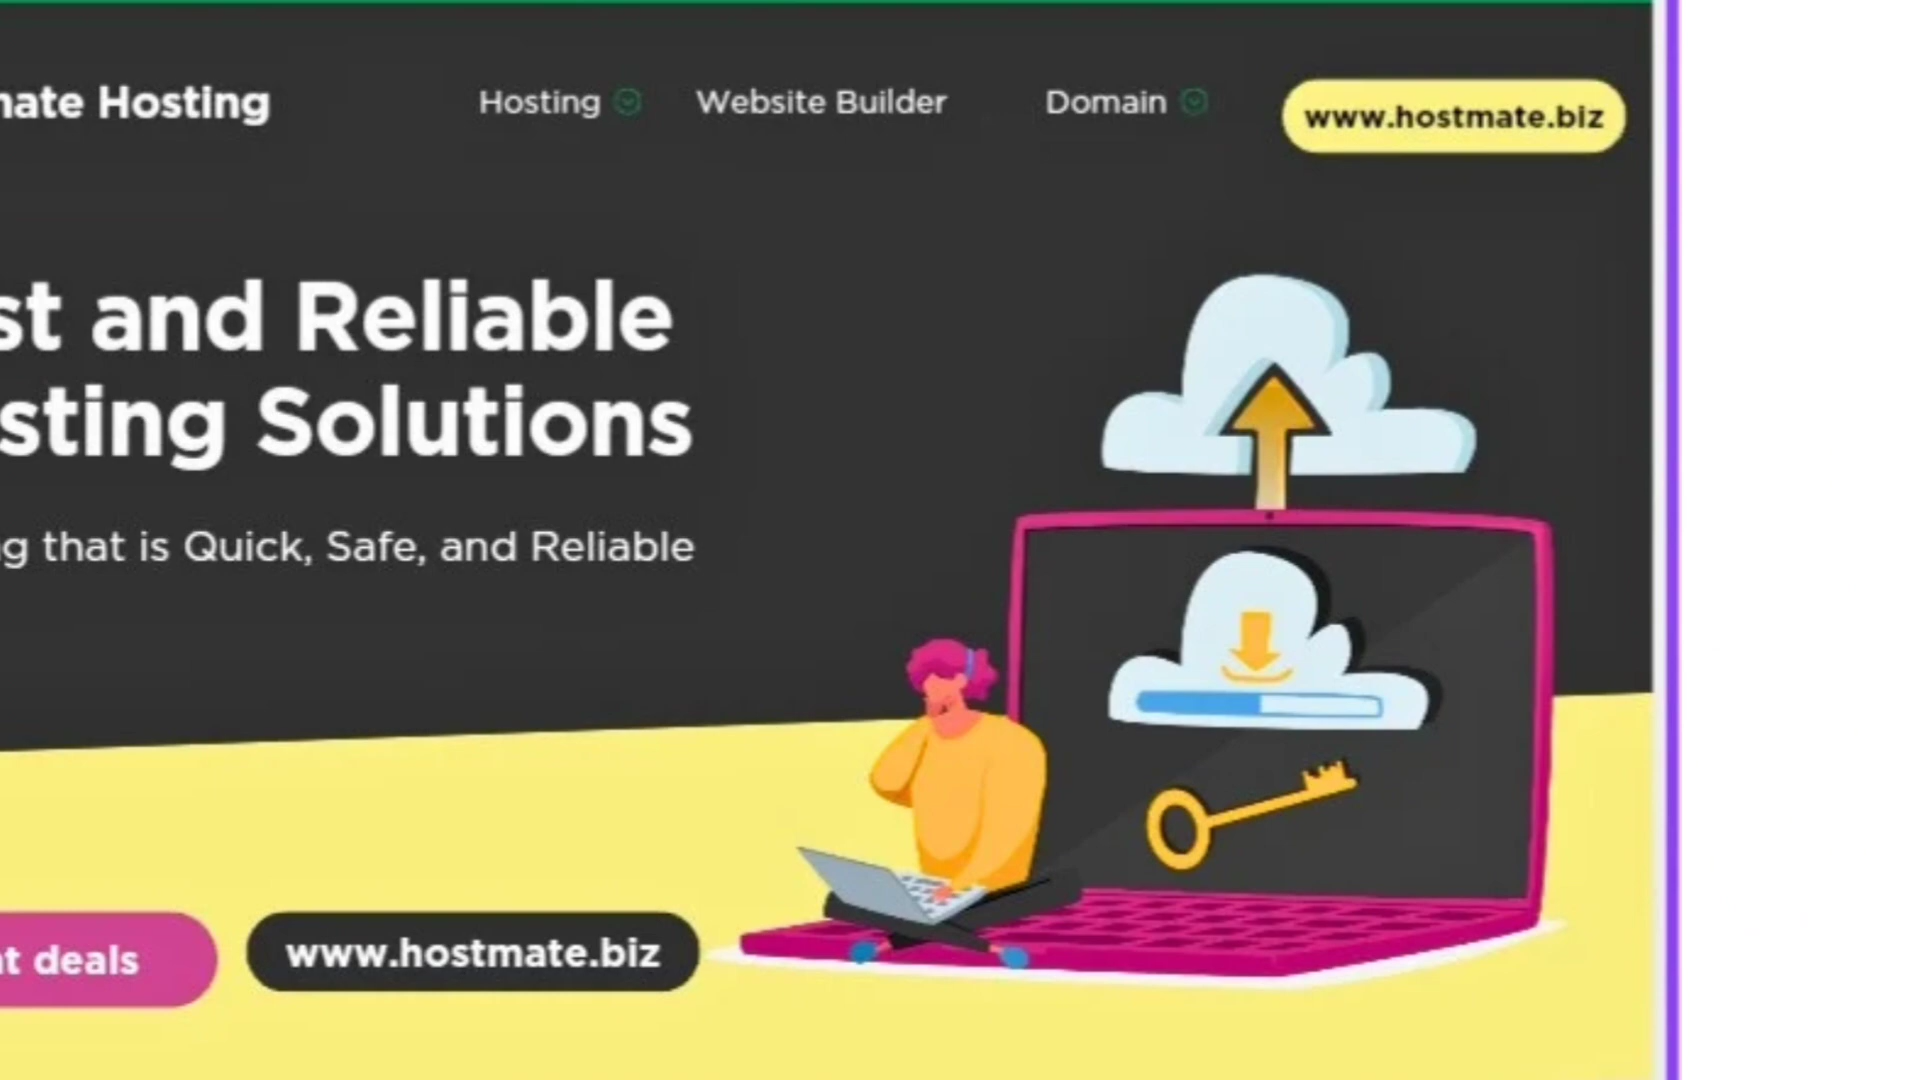 mate Hosting
Hosting
Website Builder
Domain
www.hostmate.biz
st and Reliable
sting Solutions
g that is Quick, Safe, and Reliable
t deals
www.hostmate.biz